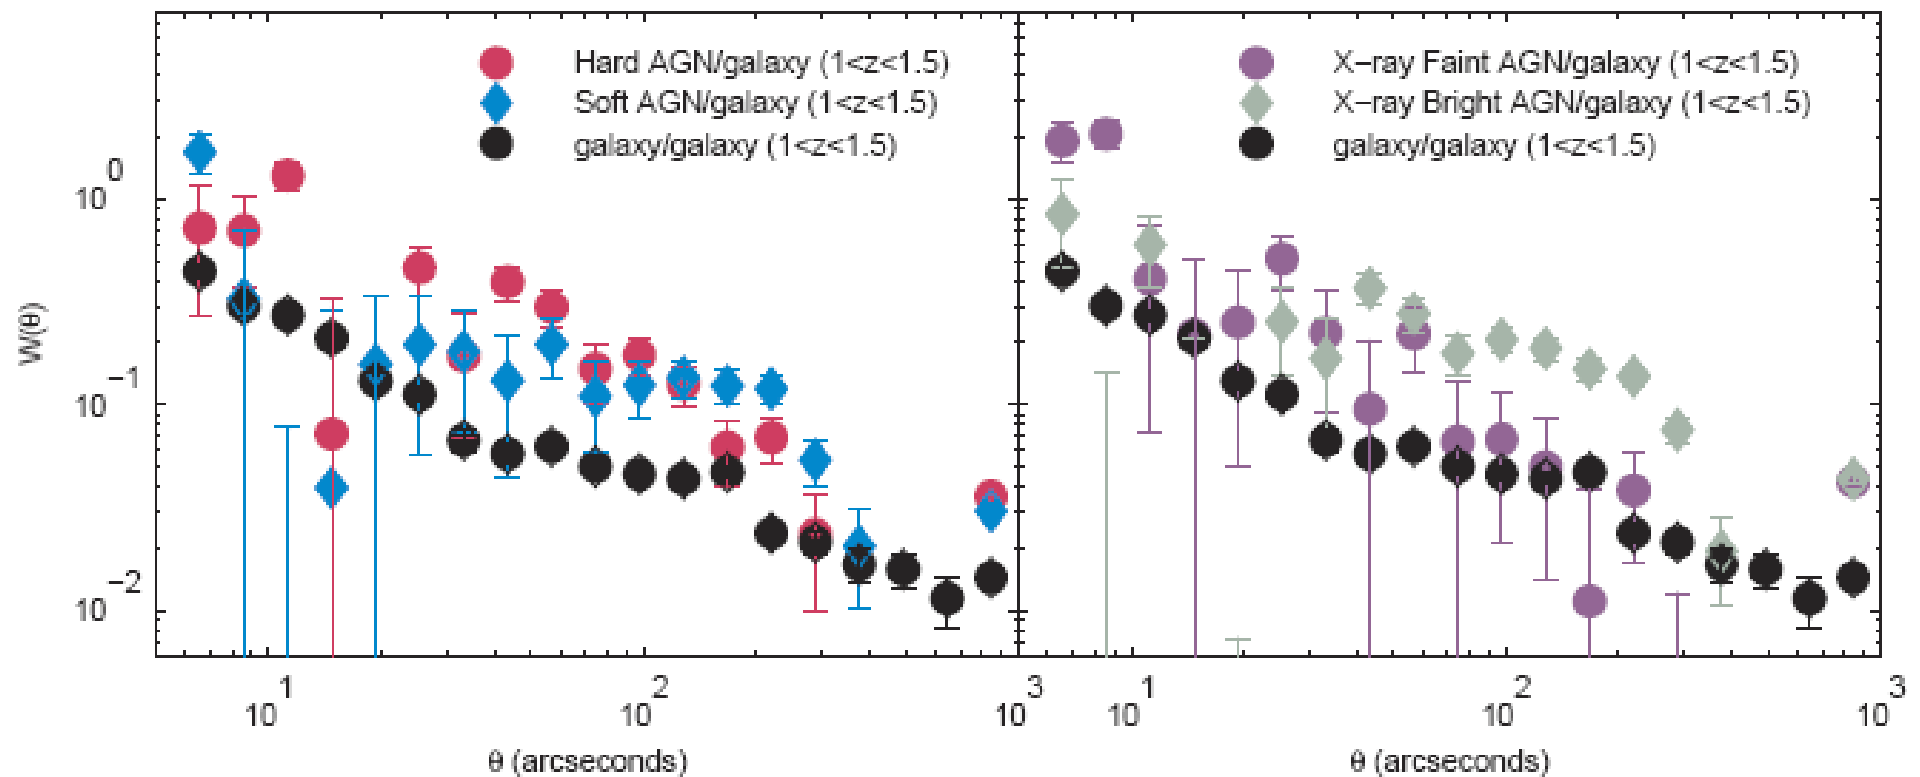 Hard AGN/galaxy (1<z<1.5)
Soft AGN/galaxy (1<z<1.5)
galaxy/galaxy (1<z<1.5)
X−ray Faint AGN/galaxy (1<z<1.5)
X−ray Bright AGN/galaxy (1<z<1.5)
galaxy/galaxy (1<z<1.5)
W(θ)
10^0
10^−1
10^−2
10^1
10^2
10^3
10^1
10^2
10^3
θ (arcseconds)
θ (arcseconds)